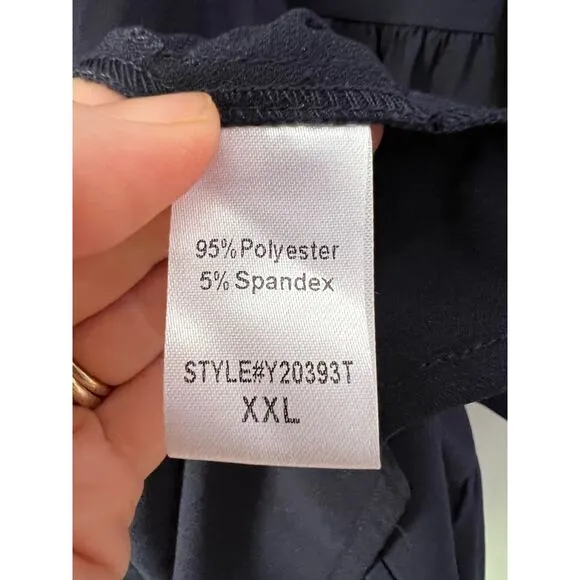 95% Polyester
5% Spandex
STYLE#Y20393T
XXL